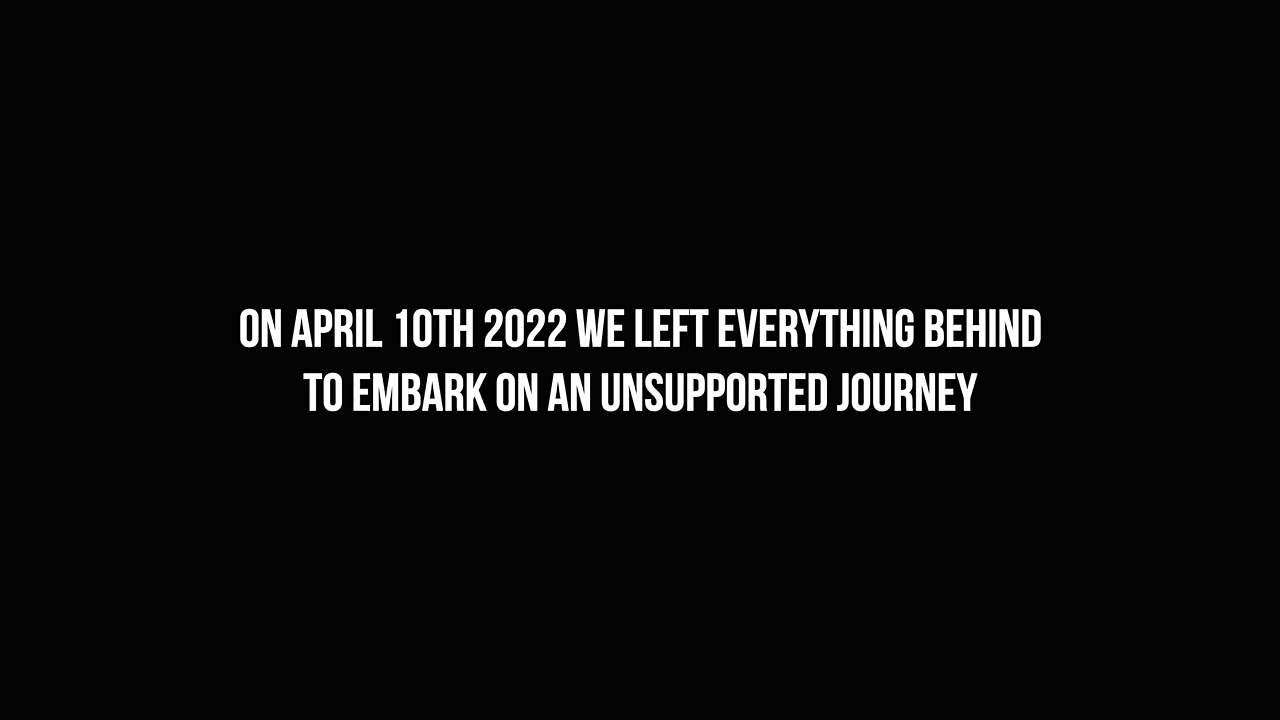 ON APRIL 10TH 2022 WE LEFT EVERYTHING BEHIND
TO EMBARK ON AN UNSUPPORTED JOURNEY